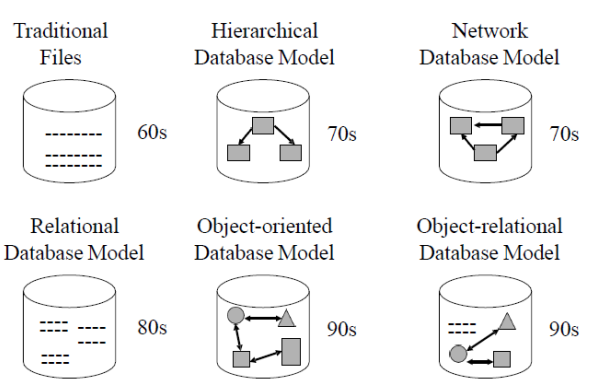 Traditional
Files
Hierarchical
Database Model
Network
Database Model
60s
70s
70s
Relational
Database Model
Object-oriented
Database Model
Object-relational
Database Model
80s
90s
90s